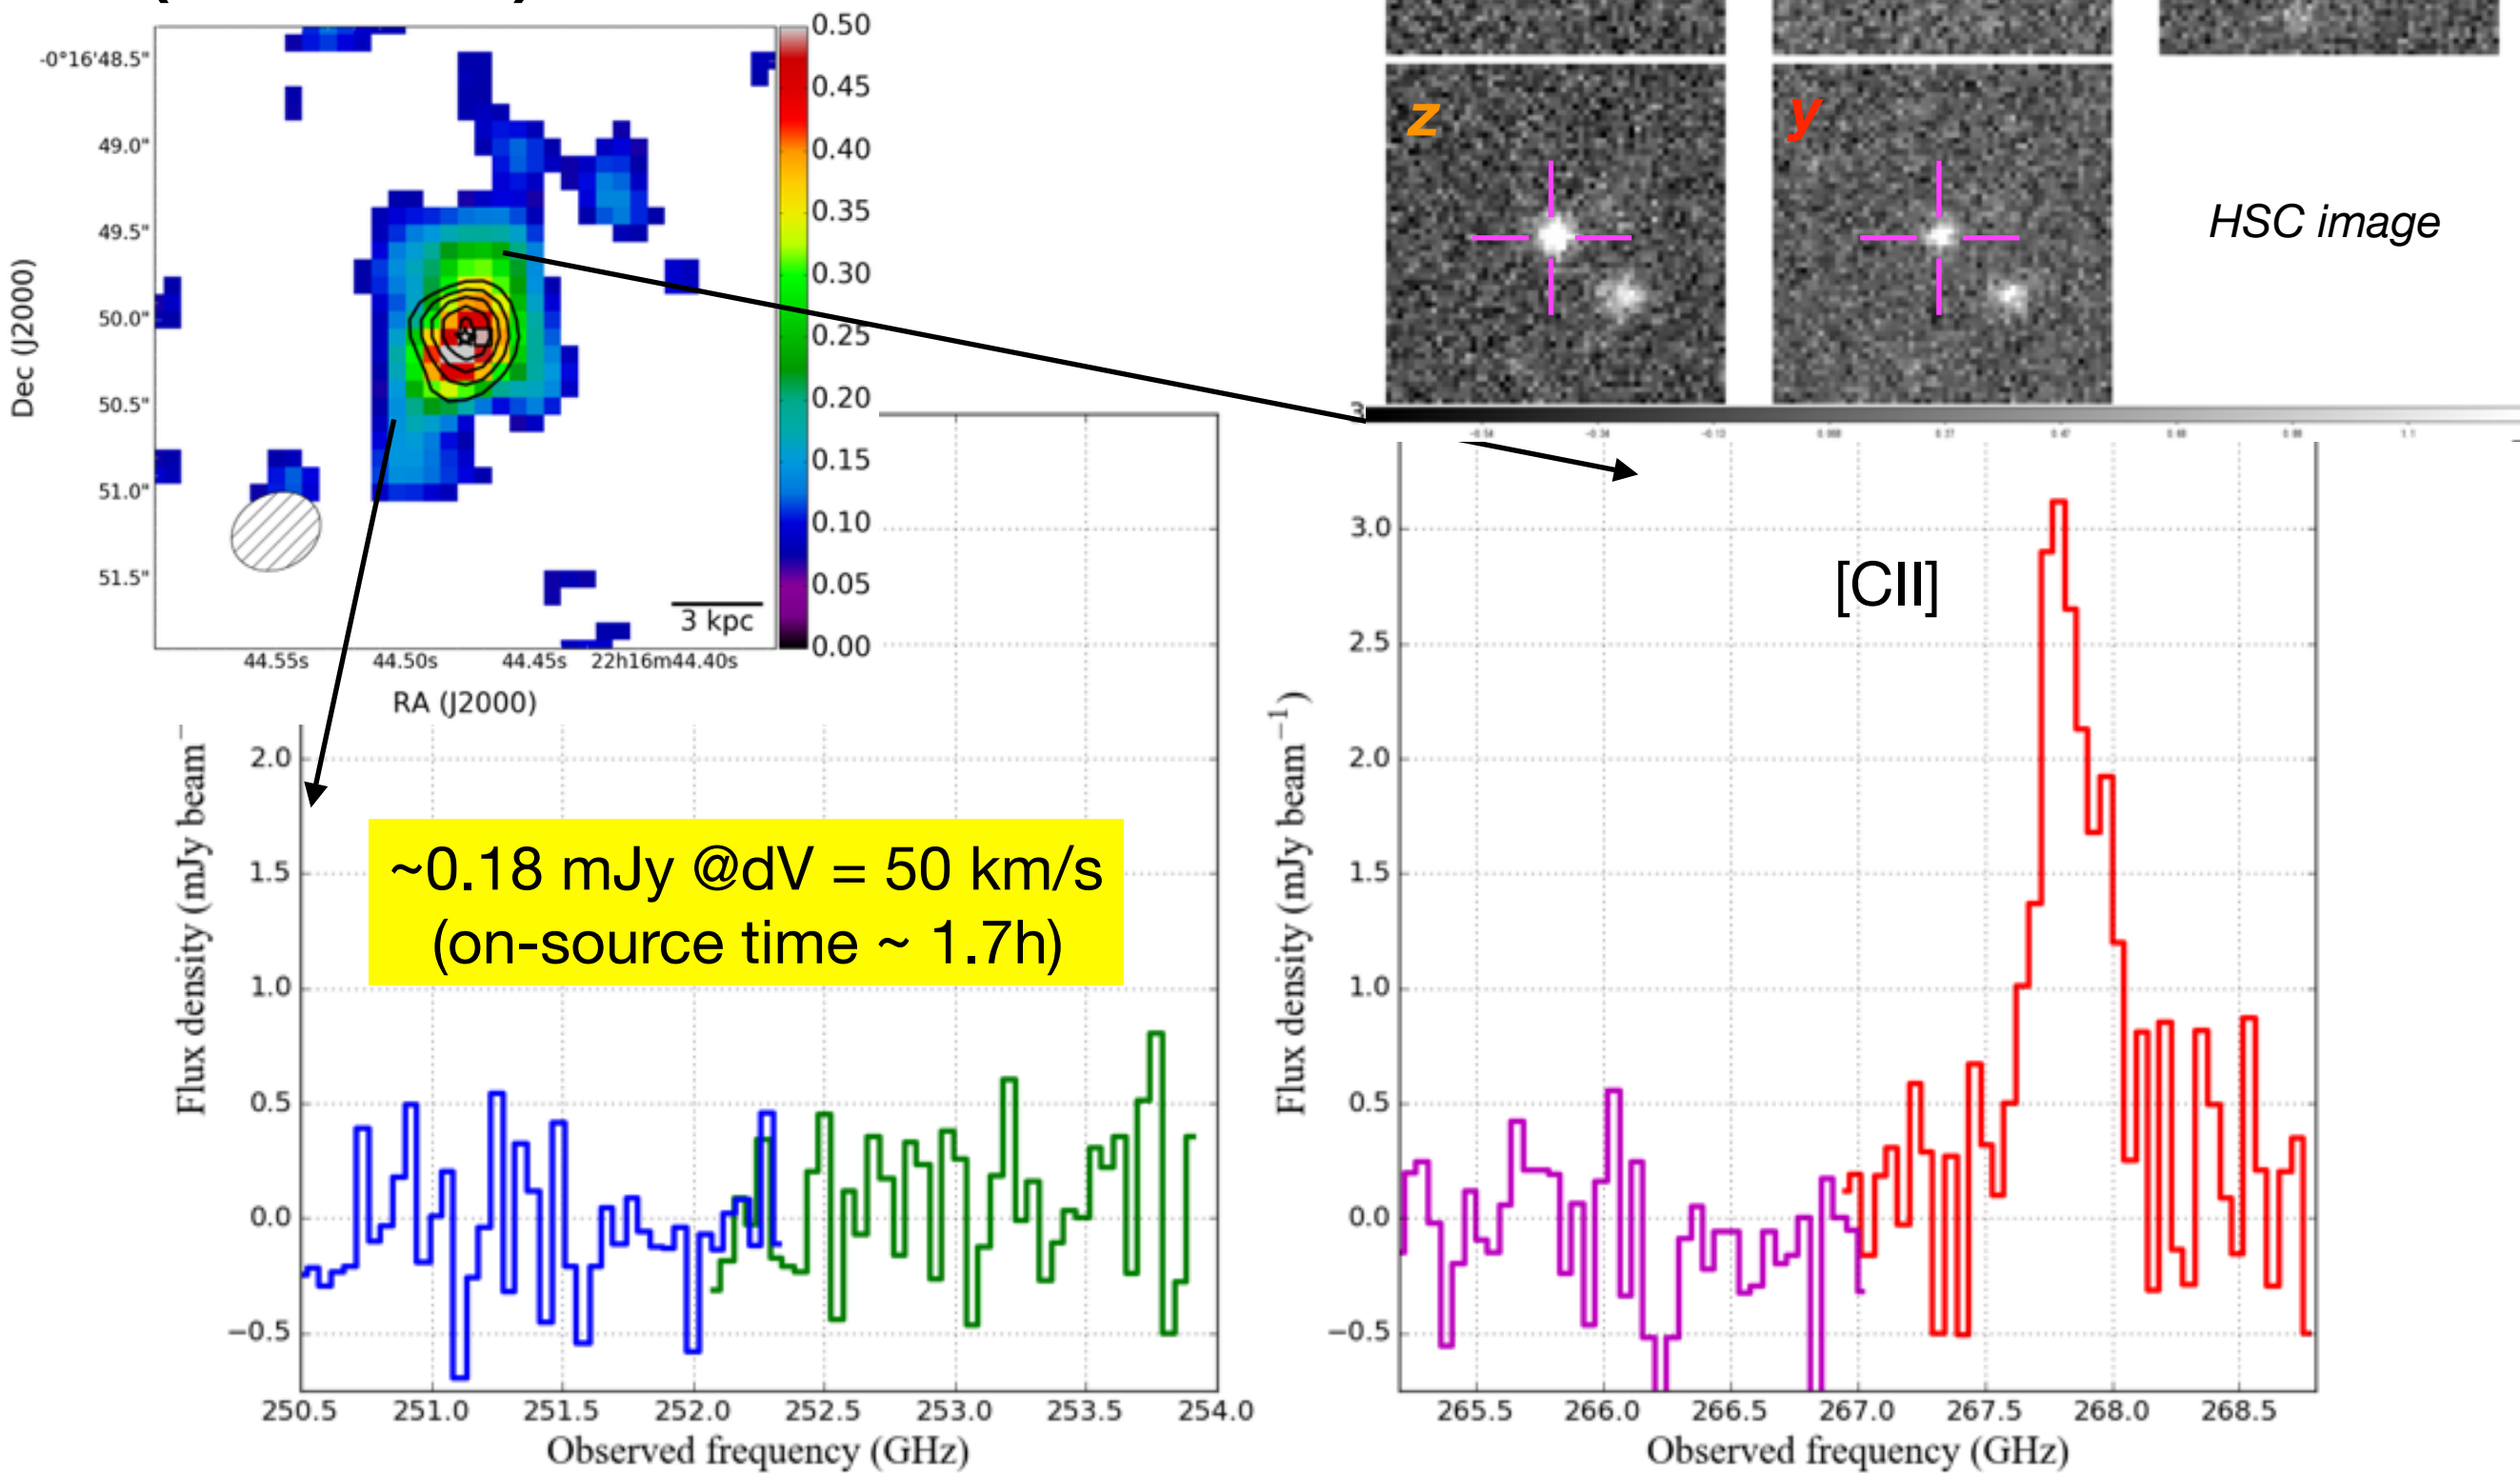 0.50
-0°16'48.5"
0.45
49.0"
0.40
0.35
49.5"
0.30
50.0"
0.25
50.5"
0.20
0.15
51.0"
0.10
51.5"
0.05
3 kpc
0.00
Dec (J2000)
44.55s 44.50s 44.45s 22h16m44.40s
RA (J2000)
z
y
HSC image
[CII]
Flux density (mJy beam⁻
2.0
1.5
1.0
0.5
0.0
−0.5
~0.18 mJy @dV = 50 km/s
(on-source time ~ 1.7h)
250.5 251.0 251.5 252.0 252.5 253.0 253.5 254.0
Observed frequency (GHz)
Flux density (mJy beam⁻¹)
3.0
2.5
2.0
1.5
1.0
0.5
0.0
−0.5
265.5 266.0 266.5 267.0 267.5 268.0 268.5
Observed frequency (GHz)